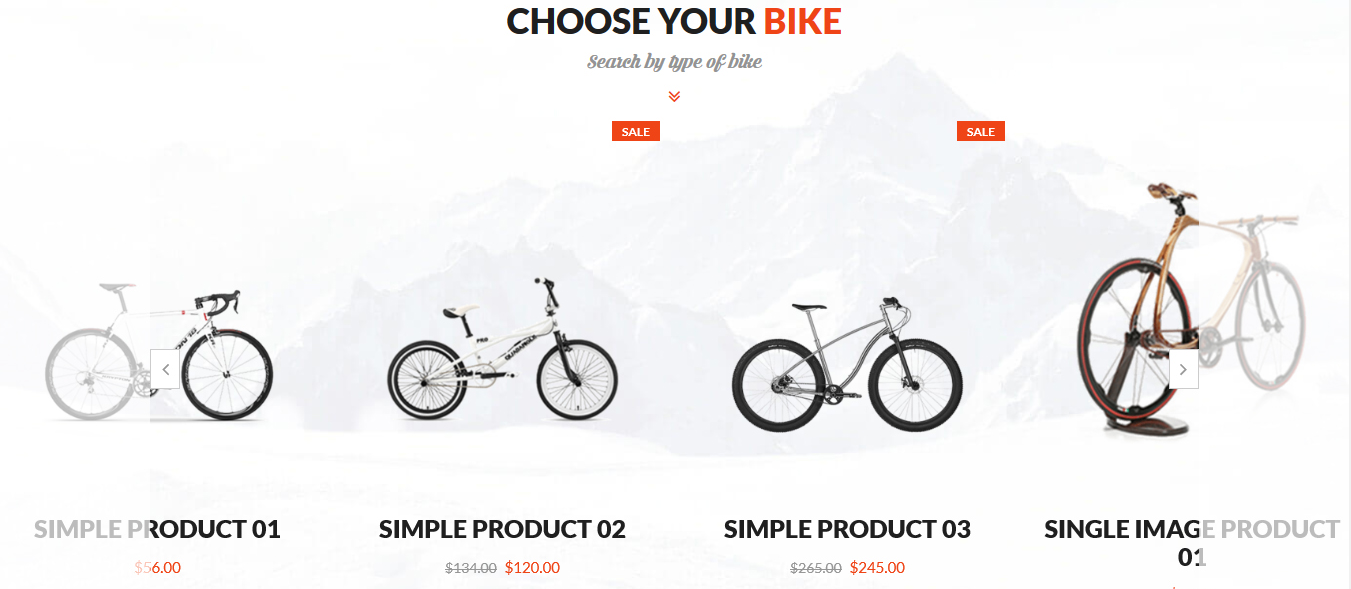 CHOOSE YOUR BIKE
Search by type of bike
SALE
SALE
PRO
SIMPLE PRODUCT 01
SIMPLE PRODUCT 02
SIMPLE PRODUCT 03
SINGLE IMAGE PRODUCT
01
$56.00
$134.00 $120.00
$265.00 $245.00